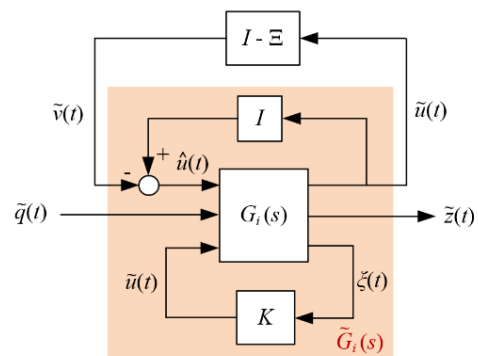 I - Ξ
ṽ(t)
ũ(t)
I
+
-
û(t)
q̃(t)
G_i(s)
z̃(t)
ũ(t)
ξ(t)
K
G̃_i(s)